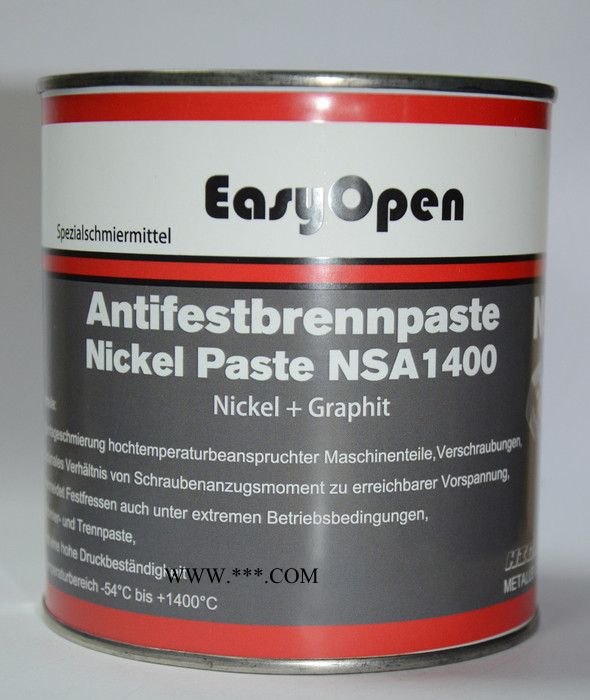 EasyOpen
Spezialschmiermittel
Antifestbrennpaste
Nickel Paste NSA1400
Nickel + Graphit
hochtemperaturbeanspruchter Maschinenteile,Verschraubungen,
Verhältnis von Schraubenanzugsmoment zu erreichbarer Vorspannung,
Festfressen auch unter extremen Betriebsbedingungen,
und Trennpaste,
hohe Druckbeständigkeit
WWW.***.COM
-54°C bis +1400°C